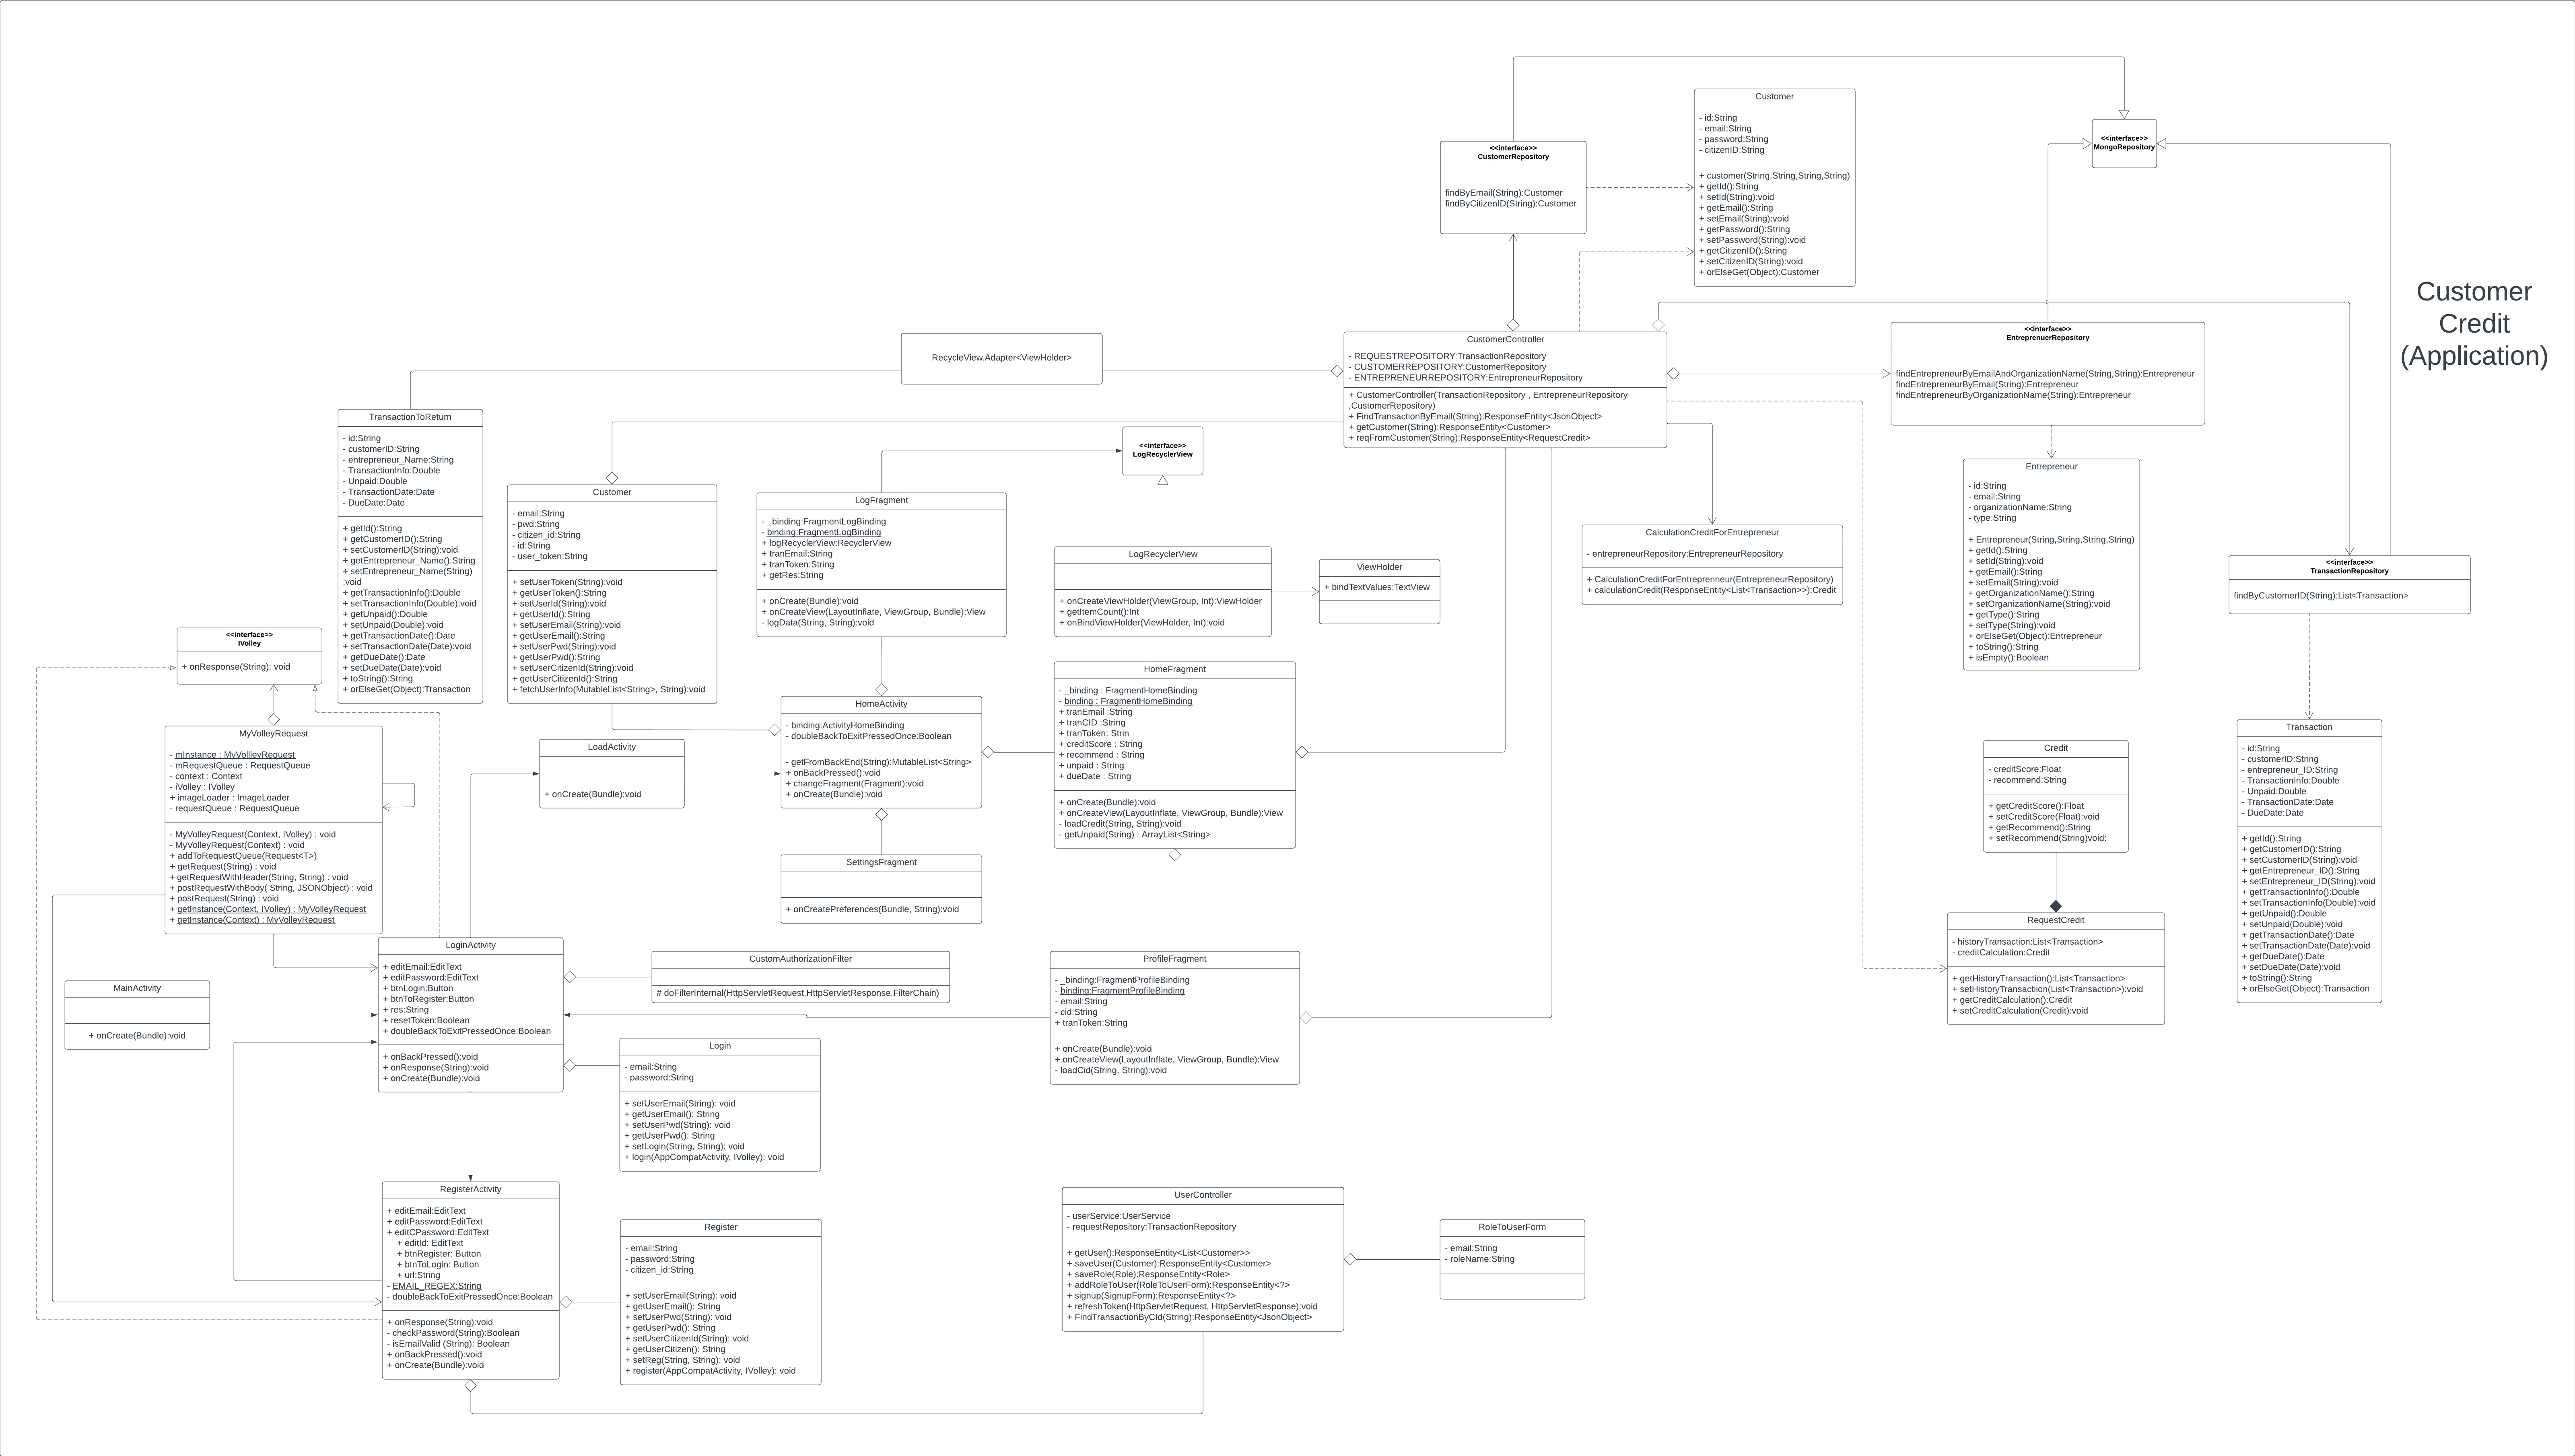 Customer
Credit
(Application)
Customer
- id:String
- email:String
- password:String
- citizenID:String
+ customer(String,String,String,String)
+ getId():String
+ setId(String):void
+ getEmail():String
+ setEmail(String):void
+ getPassword():String
+ setPassword(String):void
+ getCitizenID():String
+ setCitizenID(String):void
+ orElseGet(Object):Customer
<<interface>>
MongoRepository
<<interface>>
CustomerRepository
findByEmail(String):Customer
findByCitizenID(String):Customer
<<interface>>
EntreprenuerRepository
findEntrepreneurByEmailAndOrganizationName(String,String):Entrepreneur
findEntrepreneurByEmail(String):Entrepreneur
findEntrepreneurByOrganizationName(String):Entrepreneur
RecycleView.Adapter<ViewHolder>
CustomerController
- REQUESTREPOSITORY:TransactionRepository
- CUSTOMERREPOSITORY:CustomerRepository
- ENTREPRENEURREPOSITORY:EntrepreneurRepository
+ CustomerController(TransactionRepository , EntrepreneurRepository
,CustomerRepository)
+ FindTransactionByEmail(String):ResponseEntity<JsonObject>
+ getCustomer(String):ResponseEntity<Customer>
+ reqFromCustomer(String):ResponseEntity<RequestCredit>
TransactionToReturn
- id:String
- customerID:String
- entrepreneur_Name:String
- TransactionInfo:Double
- Unpaid:Double
- TransactionDate:Date
- DueDate:Date
+ getId():String
+ getCustomerID():String
+ setCustomerID(String):void
+ getEntrepreneur_Name():String
+ setEntrepreneur_Name(String)
:void
+ getTransactionInfo():Double
+ setTransactionInfo(Double):void
+ getUnpaid():Double
+ setUnpaid(Double):void
+ getTransactionDate():Date
+ setTransactionDate(Date):void
+ getDueDate():Date
+ setDueDate(Date):void
+ toString():String
+ orElseGet(Object):Transaction
Customer
- email:String
- pwd:String
- citizen_id:String
- id:String
- user_token:String
+ setUserToken(String):void
+ getUserToken():String
+ setUserId(String):void
+ getUserId():String
+ setUserEmail(String):void
+ getUserEmail():String
+ setUserPwd(String):void
+ getUserPwd():String
+ setUserCitizenId(String):void
+ getUserCitizenId():String
+ fetchUserInfo(MutableList<String>, String):void
LogFragment
- _binding:FragmentLogBinding
- binding:FragmentLogBinding
+ logRecyclerView:RecyclerView
+ tranEmail:String
+ tranToken:String
+ getRes:String
+ onCreate(Bundle):void
+ onCreateView(LayoutInflate, ViewGroup, Bundle):View
- logData(String, String):void
<<interface>>
LogRecyclerView
LogRecyclerView
+ onCreateViewHolder(ViewGroup, Int):ViewHolder
+ getItemCount():Int
+ onBindViewHolder(ViewHolder, Int):void
ViewHolder
+ bindTextValues:TextView
CalculationCreditForEntrepreneur
- entrepreneurRepository:EntrepreneurRepository
+ CalculationCreditForEntreprenneur(EntrepreneurRepository)
+ calculationCredit(ResponseEntity<List<Transaction>>):Credit
Entrepreneur
- id:String
- email:String
- organizationName:String
- type:String
+ Entrepreneur(String,String,String,String)
+ getId():String
+ setId(String):void
+ getEmail():String
+ setEmail(String):void
+ getOrganizationName():String
+ setOrganizationName(String):void
+ getType():String
+ setType(String):void
+ orElseGet(Object):Entrepreneur
+ toString():String
+ isEmpty():Boolean
<<interface>>
TransactionRepository
findByCustomerID(String):List<Transaction>
<<interface>>
IVolley
+ onResponse(String): void
MyVolleyRequest
- mInstance : MyVollleyRequest
- mRequestQueue : RequestQueue
- context : Context
- iVolley : IVolley
+ imageLoader : ImageLoader
- requestQueue : RequestQueue
- MyVolleyRequest(Context, IVolley) : void
- MyVolleyRequest(Context) : void
+ addToRequestQueue(Request<T>)
+ getRequest(String) : void
+ getRequestWithHeader(String, String) : void
+ postRequestWithBody( String, JSONObject) : void
+ postRequest(String) : void
+ getInstance(Context, IVolley) : MyVolleyRequest
+ getInstance(Context) : MyVolleyRequest
LoadActivity
+ onCreate(Bundle):void
HomeActivity
- binding:ActivityHomeBinding
- doubleBackToExitPressedOnce:Boolean
- getFromBackEnd(String):MutableList<String>
+ onBackPressed():void
+ changeFragment(Fragment):void
+ onCreate(Bundle):void
HomeFragment
- _binding : FragmentHomeBinding
- binding : FragmentHomeBinding
+ tranEmail :String
+ tranCID :String
+ tranToken: Strin
+ creditScore : String
+ recommend : String
+ unpaid : String
+ dueDate : String
+ onCreate(Bundle):void
+ onCreateView(LayoutInflate, ViewGroup, Bundle):View
- loadCredit(String, String):void
- getUnpaid(String) : ArrayList<String>
SettingsFragment
+ onCreatePreferences(Bundle, String):void
Credit
- creditScore:Float
- recommend:String
+ getCreditScore():Float
+ setCreditScore(Float):void
+ getRecommend():String
+ setRecommend(String)void:
Transaction
- id:String
- customerID:String
- entrepreneur_ID:String
- TransactionInfo:Double
- Unpaid:Double
- TransactionDate:Date
- DueDate:Date
+ getId():String
+ getCustomerID():String
+ setCustomerID(String):void
+ getEntrepreneur_ID():String
+ setEntrepreneur_ID(String):void
+ getTransactionInfo():Double
+ setTransactionInfo(Double):void
+ getUnpaid():Double
+ setUnpaid(Double):void
+ getTransactionDate():Date
+ setTransactionDate(Date):void
+ getDueDate():Date
+ setDueDate(Date):void
+ toString():String
+ orElseGet(Object):Transaction
RequestCredit
- historyTransaction:List<Transaction>
- creditCalculation:Credit
+ getHistoryTransaction():List<Transaction>
+ setHistoryTransactiion(List<Transaction>):void
+ getCreditCalculation():Credit
+ setCreditCalculation(Credit):void
MainActivity
+ onCreate(Bundle):void
LoginActivity
+ editEmail:EditText
+ editPassword:EditText
+ btnLogin:Button
+ btnToRegister:Button
+ res:String
+ resetToken:Boolean
+ doubleBackToExitPressedOnce:Boolean
+ onBackPressed():void
+ onResponse(String):void
+ onCreate(Bundle):void
CustomAuthorizationFilter
# doFilterInternal(HttpServletRequest,HttpServletResponse,FilterChain)
ProfileFragment
- _binding:FragmentProfileBinding
- binding:FragmentProfileBinding
- email:String
- cid:String
+ tranToken:String
+ onCreate(Bundle):void
+ onCreateView(LayoutInflate, ViewGroup, Bundle):View
- loadCid(String, String):void
Login
- email:String
- password:String
+ setUserEmail(String): void
+ getUserEmail(): String
+ setUserPwd(String): void
+ getUserPwd(): String
+ setLogin(String, String): void
+ login(AppCompatActivity, IVolley): void
RegisterActivity
+ editEmail:EditText
+ editPassword:EditText
+ editCPassword:EditText
+ editId: EditText
+ btnRegister: Button
+ btnToLogin: Button
+ url:String
- EMAIL_REGEX:String
- doubleBackToExitPressedOnce:Boolean
+ onResponse(String):void
- checkPassword(String):Boolean
- isEmailValid (String): Boolean
+ onBackPressed():void
+ onCreate(Bundle):void
Register
- email:String
- password:String
- citizen_id:String
+ setUserEmail(String): void
+ getUserEmail(): String
+ setUserPwd(String): void
+ getUserPwd(): String
+ setUserCitizenId(String): void
+ getUserCitizen(): String
+ setReg(String, String): void
+ register(AppCompatActivity, IVolley): void
UserController
- userService:UserService
- requestRepository:TransactionRepository
+ getUser():ResponseEntity<List<Customer>>
+ saveUser(Customer):ResponseEntity<Customer>
+ saveRole(Role):ResponseEntity<Role>
+ addRoleToUser(RoleToUserForm):ResponseEntity<?>
+ signup(SignupForm):ResponseEntity<?>
+ refreshToken(HttpServletRequest, HttpServletResponse):void
+ FindTransactionByCId(String):ResponseEntity<JsonObject>
RoleToUserForm
- email:String
- roleName:String